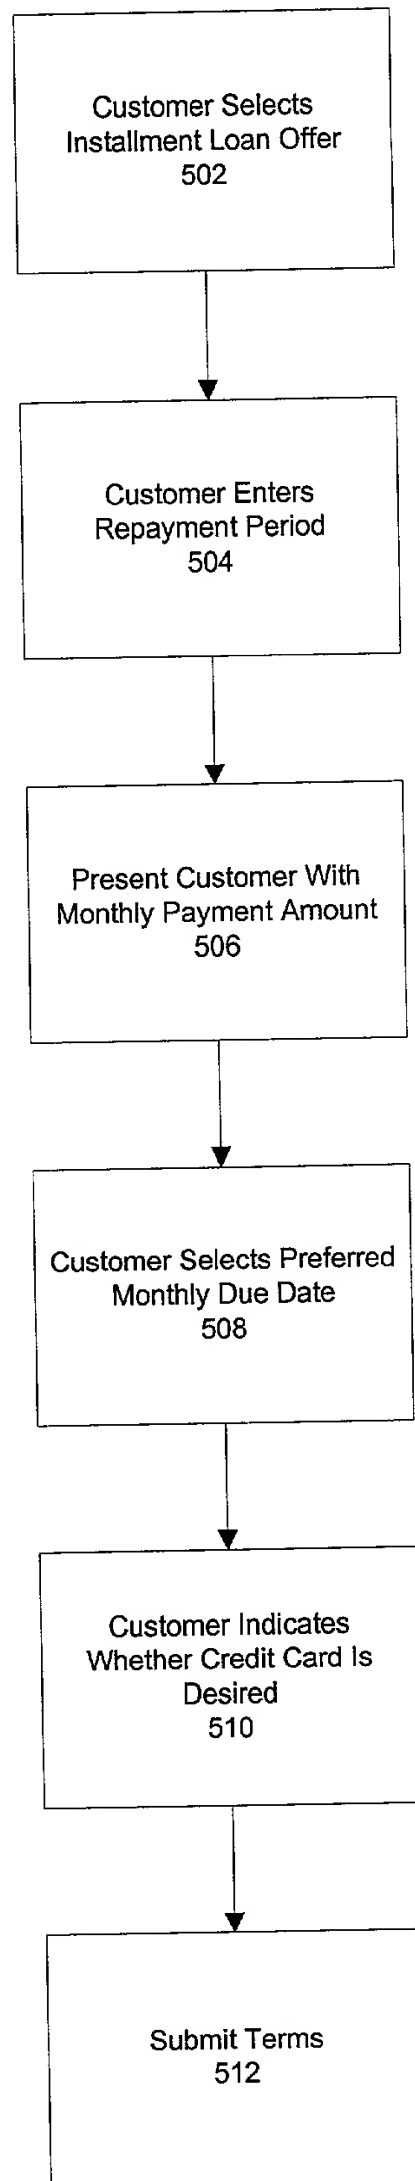 Customer Selects
Installment Loan Offer
502
Customer Enters
Repayment Period
504
Present Customer With
Monthly Payment Amount
506
Customer Selects Preferred
Monthly Due Date
508
Customer Indicates
Whether Credit Card Is
Desired
510
Submit Terms
512